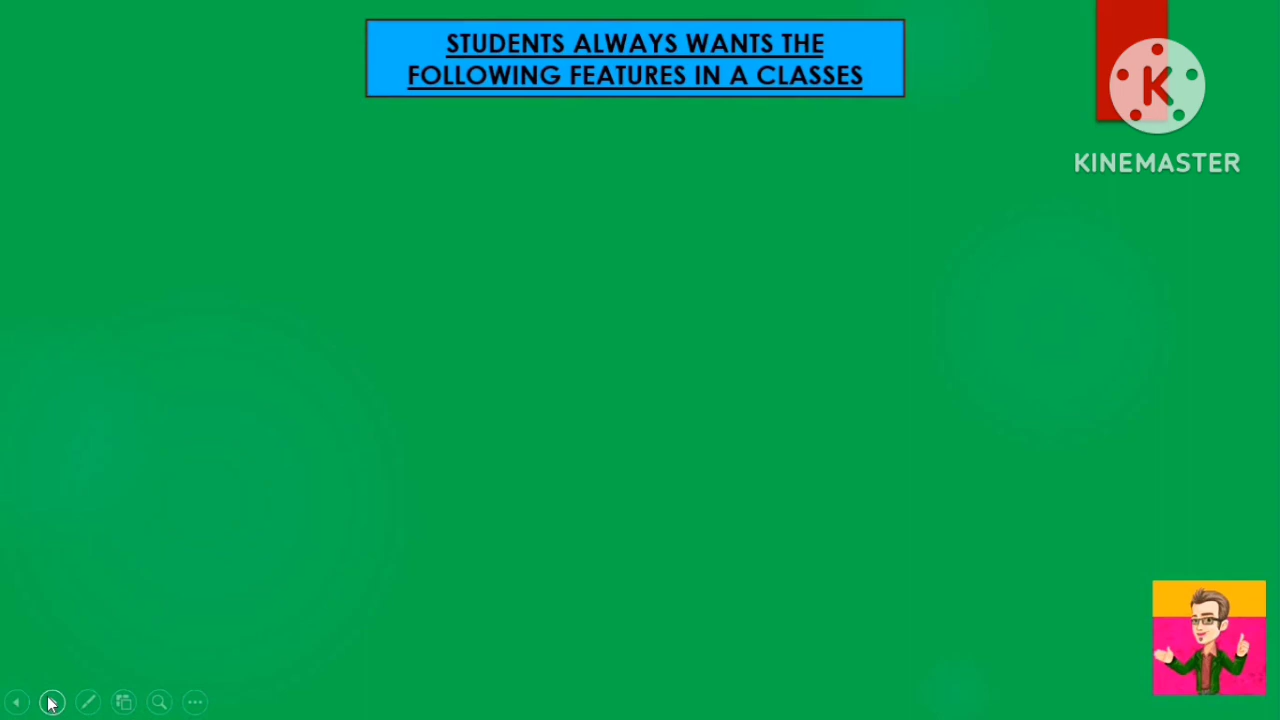 STUDENTS ALWAYS WANTS THE
FOLLOWING FEATURES IN A CLASSES
K
KINEMASTER